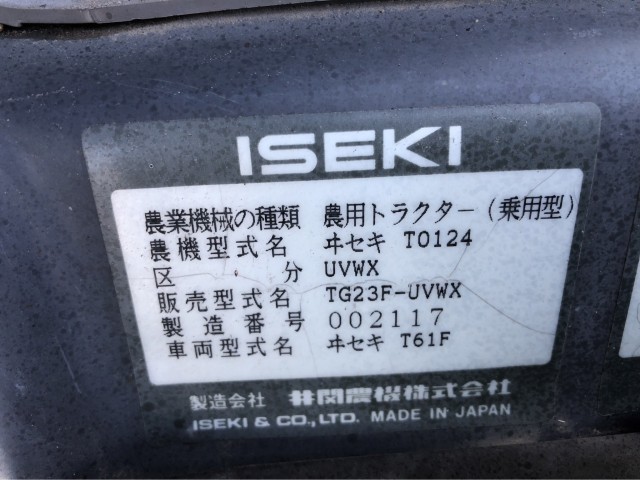 ISEKI
農業機械の種類 農用トラクター(乗用型)
農機型式名 ヰセキ T0124
区分 UVWX
販売型式名 TG23F-UVWX
製造番号 002117
車両型式名 ヰセキ T61F
製造会社 井関農機株式会社
ISEKI & CO., LTD. MADE IN JAPAN